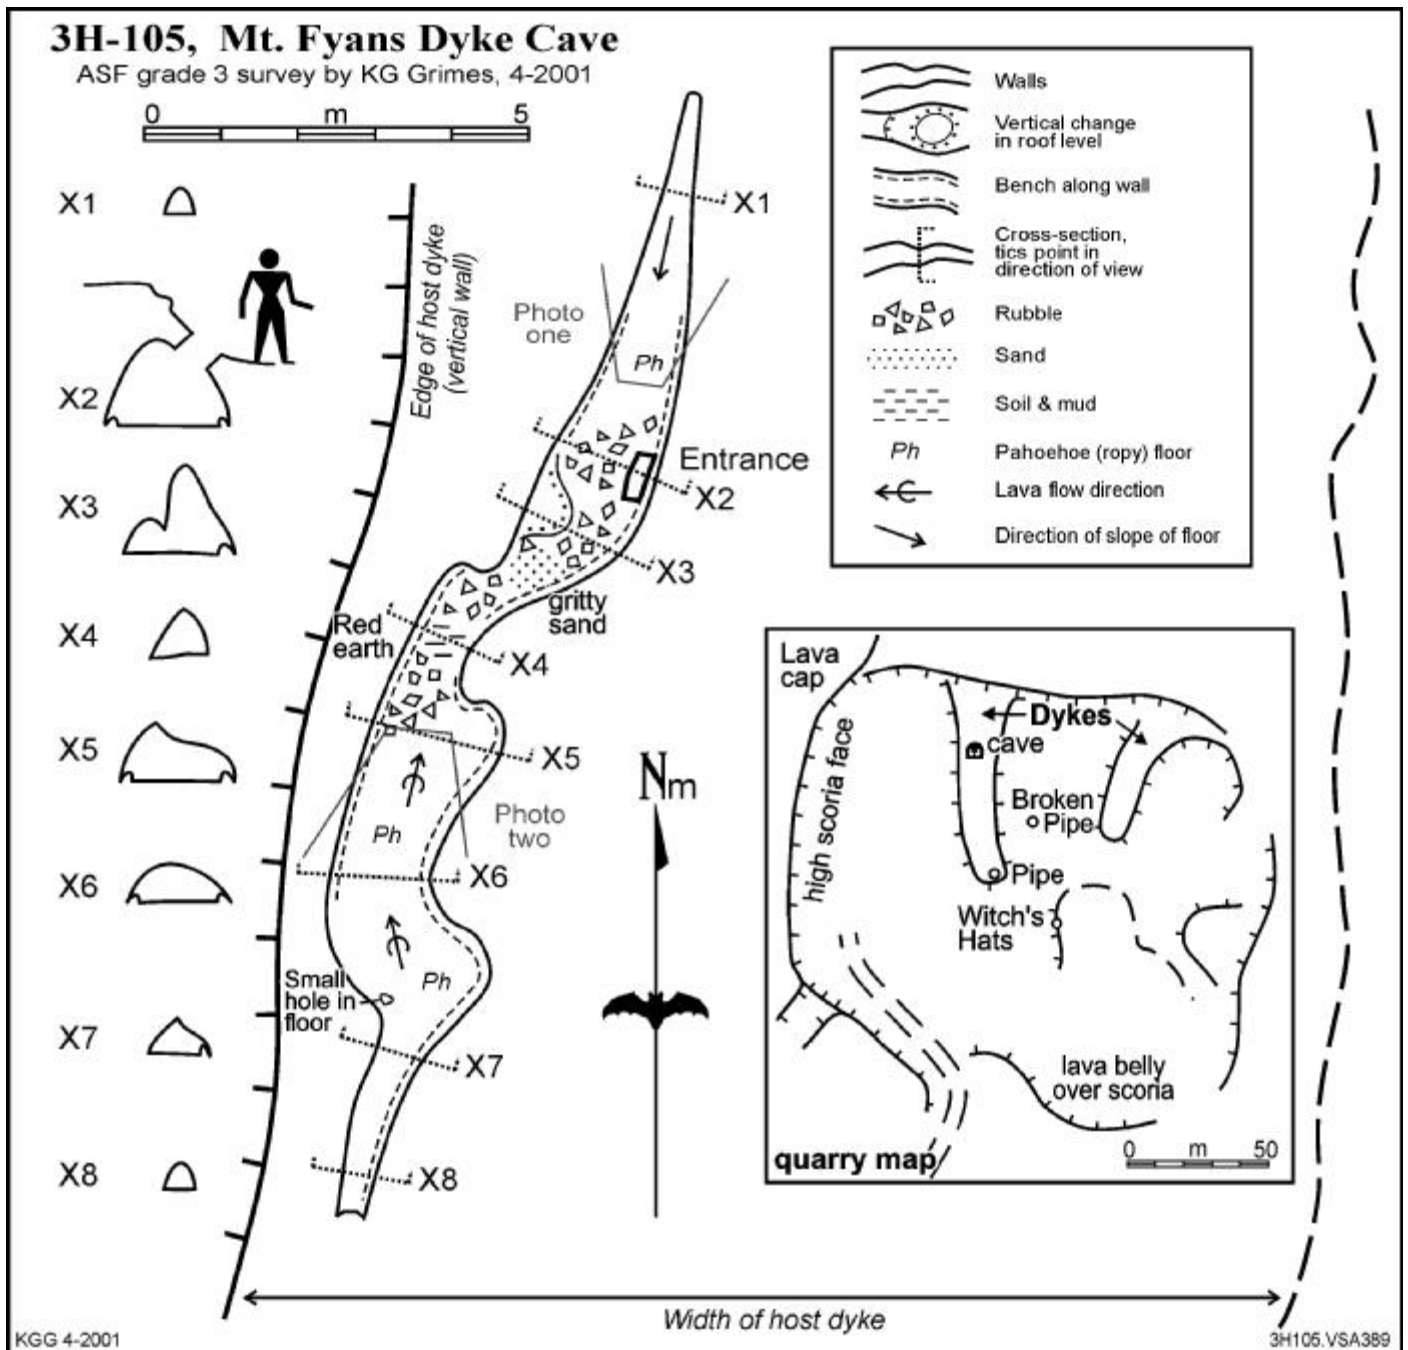 3H-105, Mt. Fyans Dyke Cave
ASF grade 3 survey by KG Grimes, 4-2001
0 m 5
X1
X2
X3
X4
X5
X6
X7
X8
Edge of host dyke
(vertical wall)
X1
Photo
one
Ph
Entrance
X2
X3
gritty
sand
Red
earth
X4
X5
Photo
two
Ph
X6
Ph
Small
hole in
floor
X7
X8
Nm
Walls
Vertical change
in roof level
Bench along wall
Cross-section,
tics point in
direction of view
Rubble
Sand
Soil & mud
Ph Pahoehoe (ropy) floor
Lava flow direction
Direction of slope of floor
Lava
cap
high scoria face
Dykes
cave
Broken
Pipe
Pipe
Witch's
Hats
lava belly
over scoria
0 m 50
quarry map
Width of host dyke
KGG 4-2001
3H105.VSA389